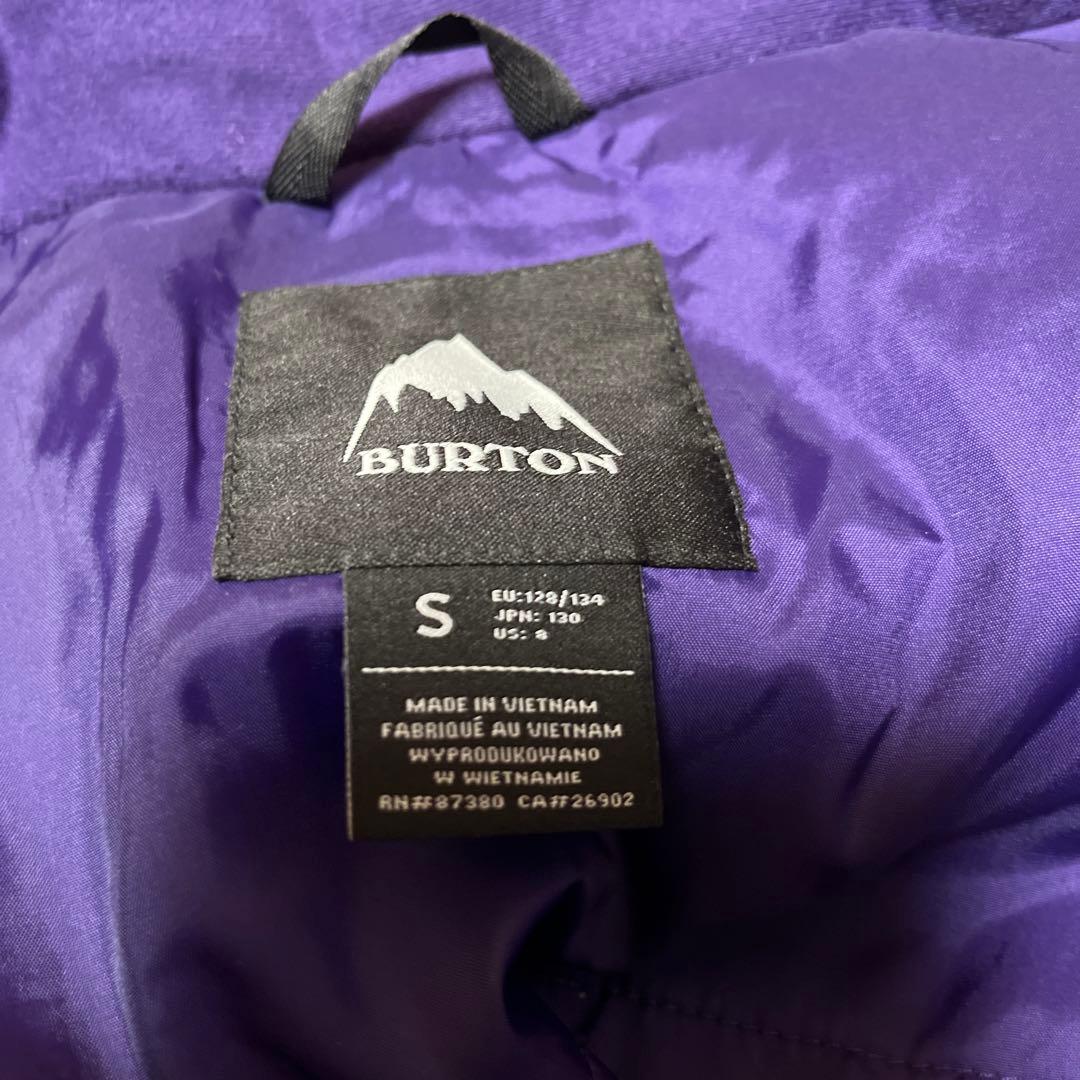 BURTON
S
EU:128/134
JPN: 130
US: 8
MADE IN VIETNAM
FABRIQUÉ AU VIETNAM
WYPRODUKOWANO
W WIETNAMIE
RN#87380 CA#26902